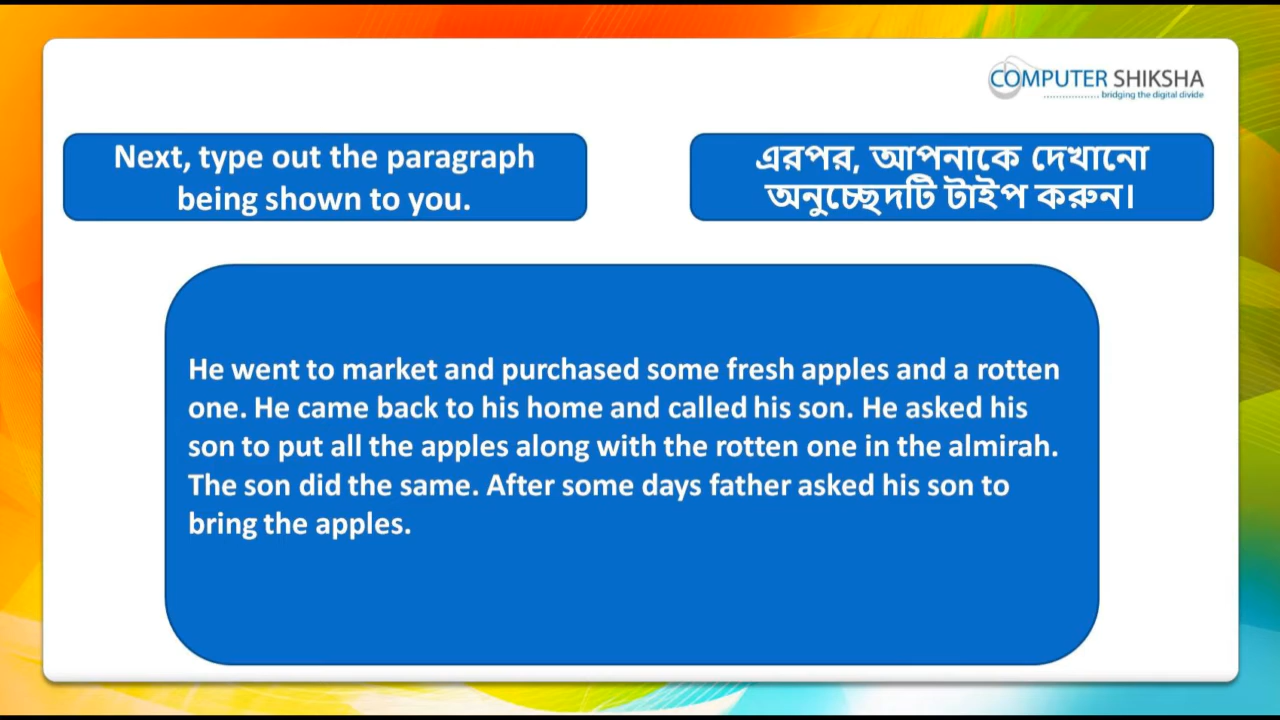 COMPUTER SHIKSHA
bridging the digital divide
Next, type out the paragraph
being shown to you.
এরপর, আপনাকে দেখানো
অনুচ্ছেদটি টাইপ করুন।
He went to market and purchased some fresh apples and a rotten
one. He came back to his home and called his son. He asked his
son to put all the apples along with the rotten one in the almirah.
The son did the same. After some days father asked his son to
bring the apples.